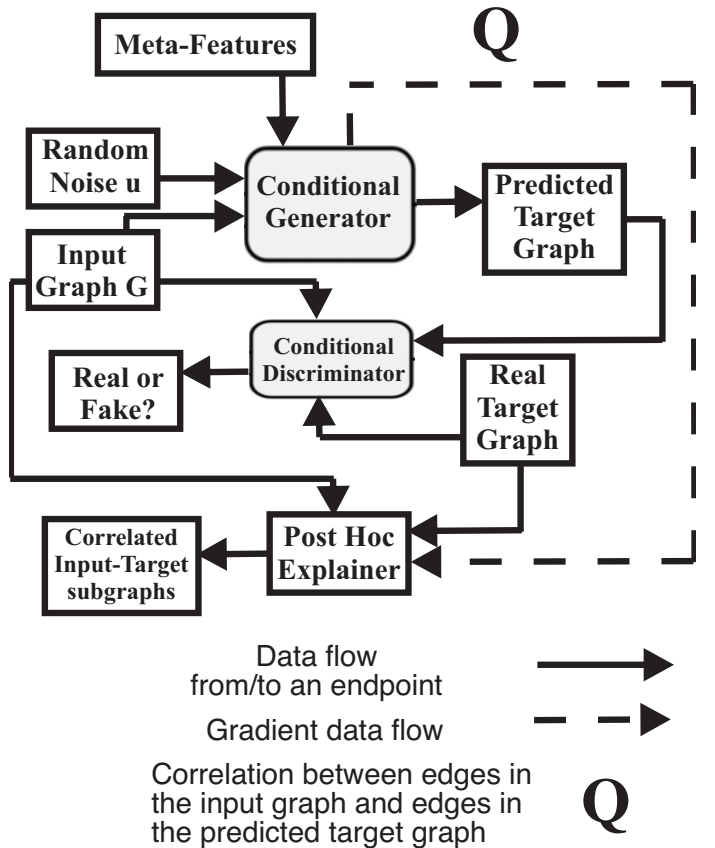 Meta-Features
Q
Random
Noise u
Conditional
Generator
Predicted
Target
Graph
Input
Graph G
Conditional
Discriminator
Real or
Fake?
Real
Target
Graph
Correlated
Input-Target
subgraphs
Post Hoc
Explainer
Data flow
from/to an endpoint
Gradient data flow
Correlation between edges in
the input graph and edges in
the predicted target graph
Q